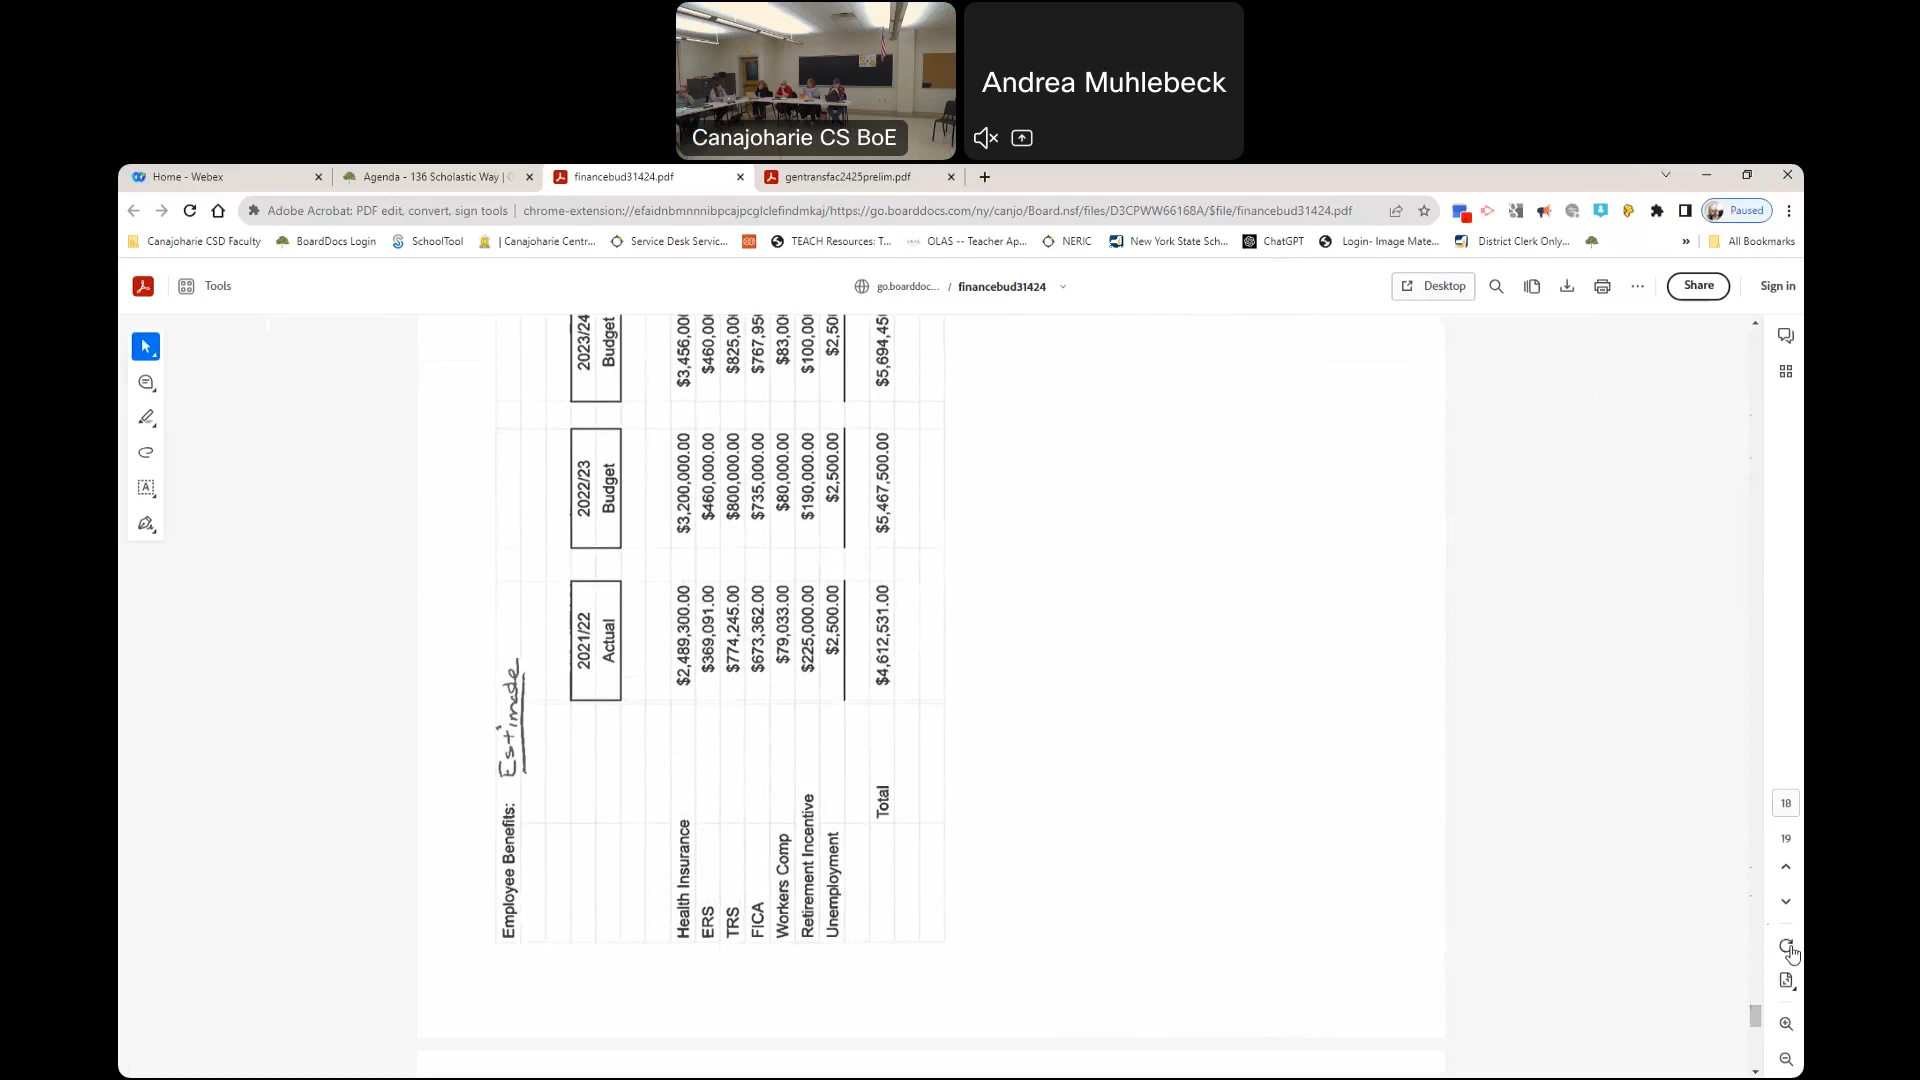 Canajoharie CS BoE
Andrea Muhlebeck
Home - Webex
Agenda - 136 Scholastic Way |
financebud31424.pdf
gentransfac2425prelim.pdf
Adobe Acrobat: PDF edit, convert, sign tools
chrome-extension://efaidnbmnnnibpcajpcglclefindmkaj/https://go.boarddocs.com/ny/canjo/Board.nsf/files/D3CPWW66168A/$file/financebud31424.pdf
Paused
Canajoharie CSD Faculty
BoardDocs Login
SchoolTool
| Canajoharie Centr...
Service Desk Servic...
TEACH Resources: T...
OLAS -- Teacher Ap...
NERIC
New York State Sch...
ChatGPT
Login- Image Mate...
District Clerk Only...
»
All Bookmarks
Tools
go.boarddoc... / financebud31424
Desktop
Share
Sign in
Employee Benefits: Estimade
2021/22 2022/23 2023/24
Actual Budget Budget
Health Insurance $2,489,300.00 $3,200,000.00 $3,456,00
ERS $369,091.00 $460,000.00 $460,00
TRS $774,245.00 $800,000.00 $825,00
FICA $673,362.00 $735,000.00 $767,95
Workers Comp $79,033.00 $80,000.00 $83,00
Retirement Incentive $225,000.00 $190,000.00 $100,00
Unemployment $2,500.00 $2,500.00 $2,50
Total $4,612,531.00 $5,467,500.00 $5,694,45
18
19